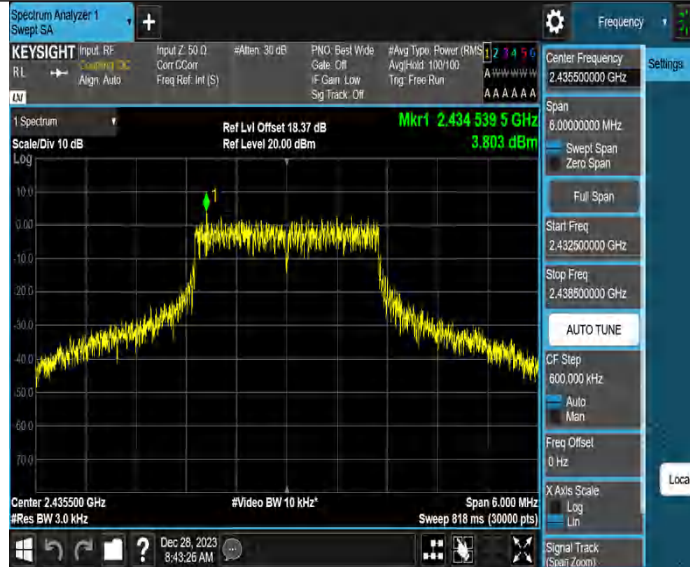 Spectrum Analyzer 1
Swept SA
+
Frequency
KEYSIGHT
Input: RF
Coupling: DC
Align: Auto
Input Z: 50 Ω
Corr CCorr
Freq Ref: Int (S)
#Atten: 30 dB
PNO: Best Wide
Gate: Off
IF Gain: Low
Sig Track: Off
#Avg Type: Power (RMS
Avg|Hold: 100/100
Trig: Free Run
1 2 3 4 5 6
A W W W W W
A A A A A A
RL
LXI
Center Frequency
2.435500000 GHz
Settings
Span
6.00000000 MHz
Swept Span
Zero Span
Full Span
Start Freq
2.432500000 GHz
Stop Freq
2.438500000 GHz
AUTO TUNE
CF Step
600.000 kHz
Auto
Man
Freq Offset
0 Hz
X Axis Scale
Log
Lin
Signal Track
(Span Zoom)
Loca
1 Spectrum
Scale/Div 10 dB
Ref Lvl Offset 18.37 dB
Ref Level 20.00 dBm
Mkr1 2.434 539 5 GHz
3.803 dBm
Log
1
10.0
0.00
-10.0
-20.0
-30.0
-40.0
-50.0
-60.0
-70.0
Center 2.435500 GHz
#Res BW 3.0 kHz
#Video BW 10 kHz*
Span 6.000 MHz
Sweep 818 ms (30000 pts)
?
Dec 28, 2023
8:43:26 AM